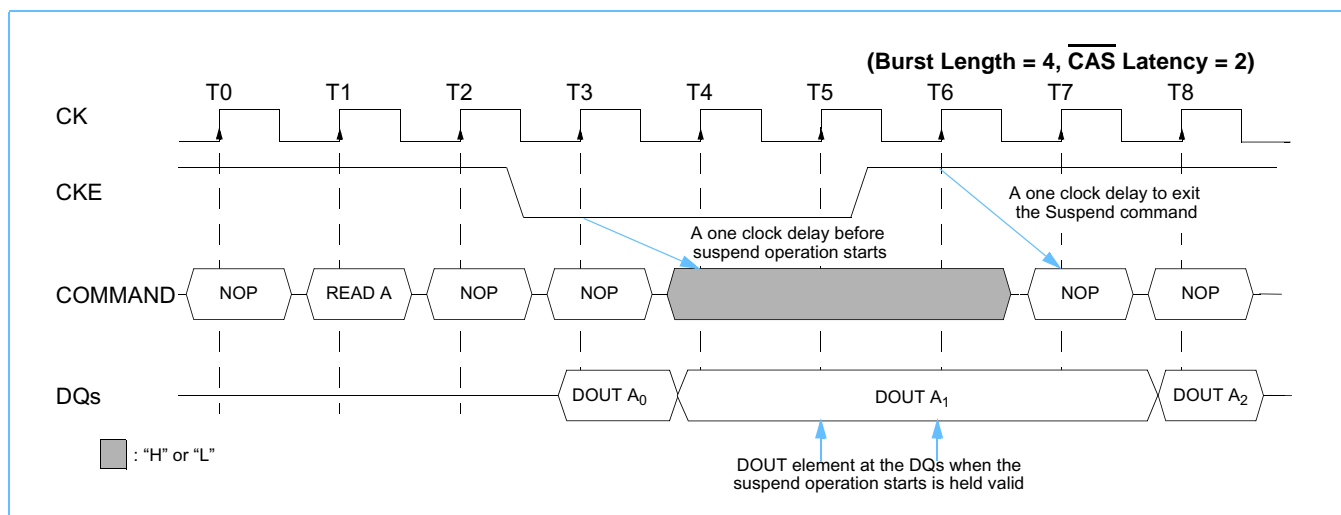 (Burst Length = 4, CAS Latency = 2)
T0 T1 T2 T3 T4 T5 T6 T7 T8
CK
CKE
A one clock delay to exit
the Suspend command
A one clock delay before
suspend operation starts
COMMAND NOP READ A NOP NOP NOP NOP
DQs DOUT A0 DOUT A1 DOUT A2
: “H” or “L”
DOUT element at the DQs when the
suspend operation starts is held valid